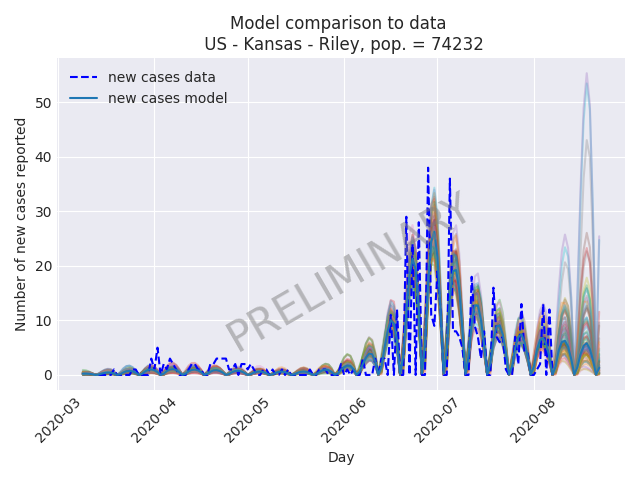 Model comparison to data
US - Kansas - Riley, pop. = 74232
new cases data
new cases model
PRELIMINARY
Number of new cases reported
50
40
30
20
10
0
2020-03
2020-04
2020-05
2020-06
2020-07
2020-08
Day